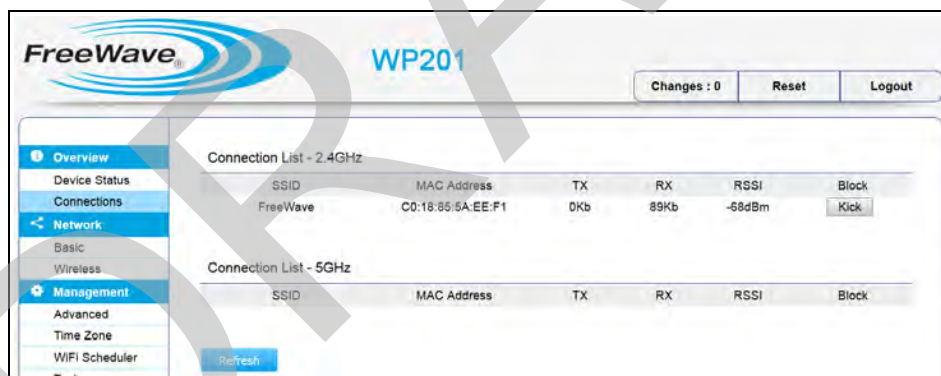 FreeWave®
WP201
Changes : 0 Reset Logout
Overview
Device Status
Connections
Network
Basic
Wireless
Management
Advanced
Time Zone
WiFi Scheduler
Connection List - 2.4GHz
SSID MAC Address TX RX RSSI Block
FreeWave C0:18:85:5A:EE:F1 0Kb 89Kb -68dBm Kick
Connection List - 5GHz
SSID MAC Address TX RX RSSI Block
Refresh